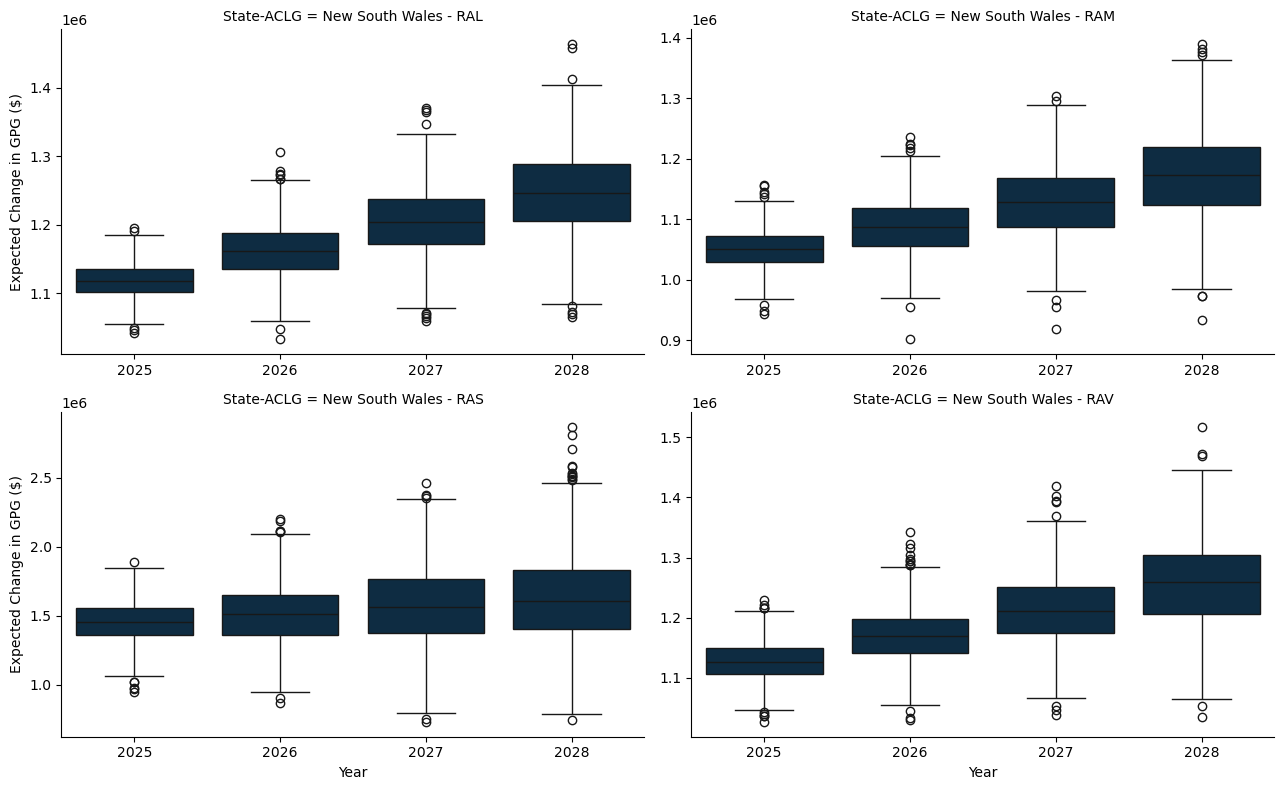 State-ACLG = New South Wales - RAL
1e6
Expected Change in GPG ($)
1.4
1.3
1.2
1.1
2025 2026 2027 2028
State-ACLG = New South Wales - RAM
1e6
1.4
1.3
1.2
1.1
1.0
0.9
2025 2026 2027 2028
State-ACLG = New South Wales - RAS
1e6
Expected Change in GPG ($)
2.5
2.0
1.5
1.0
2025 2026 2027 2028
Year
State-ACLG = New South Wales - RAV
1e6
1.5
1.4
1.3
1.2
1.1
2025 2026 2027 2028
Year